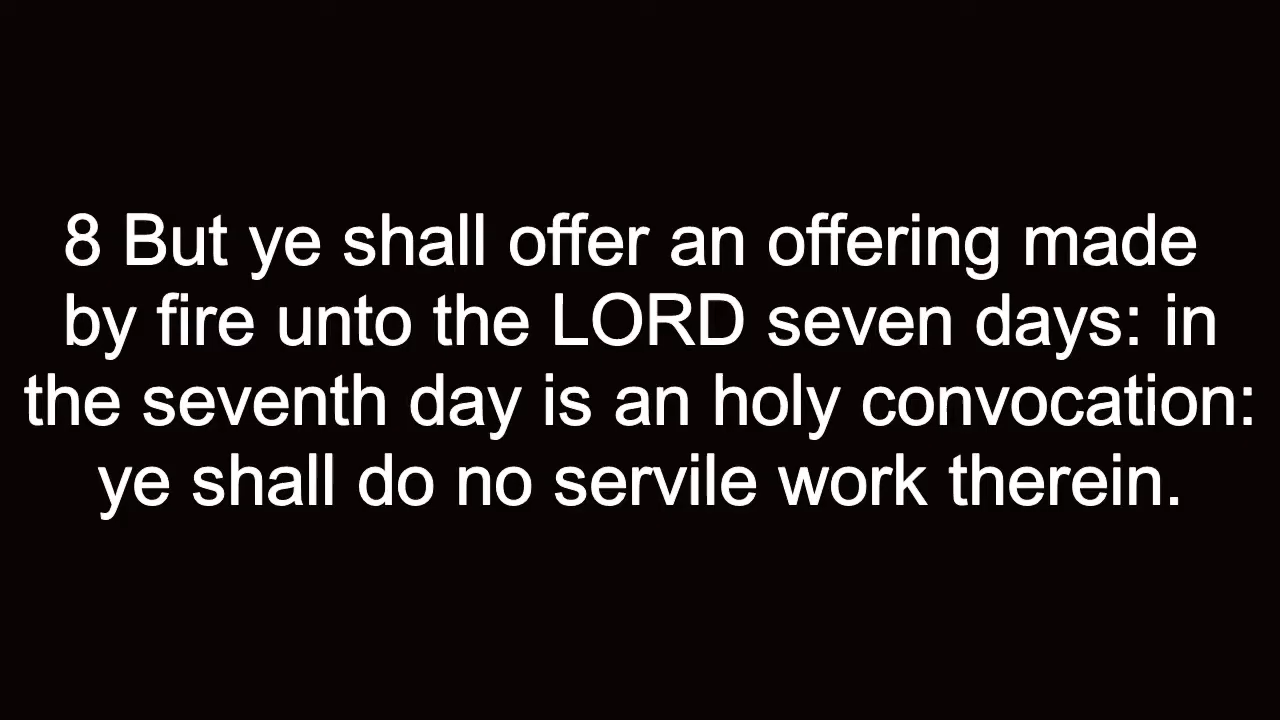 8 But ye shall offer an offering made
by fire unto the LORD seven days: in
the seventh day is an holy convocation:
ye shall do no servile work therein.